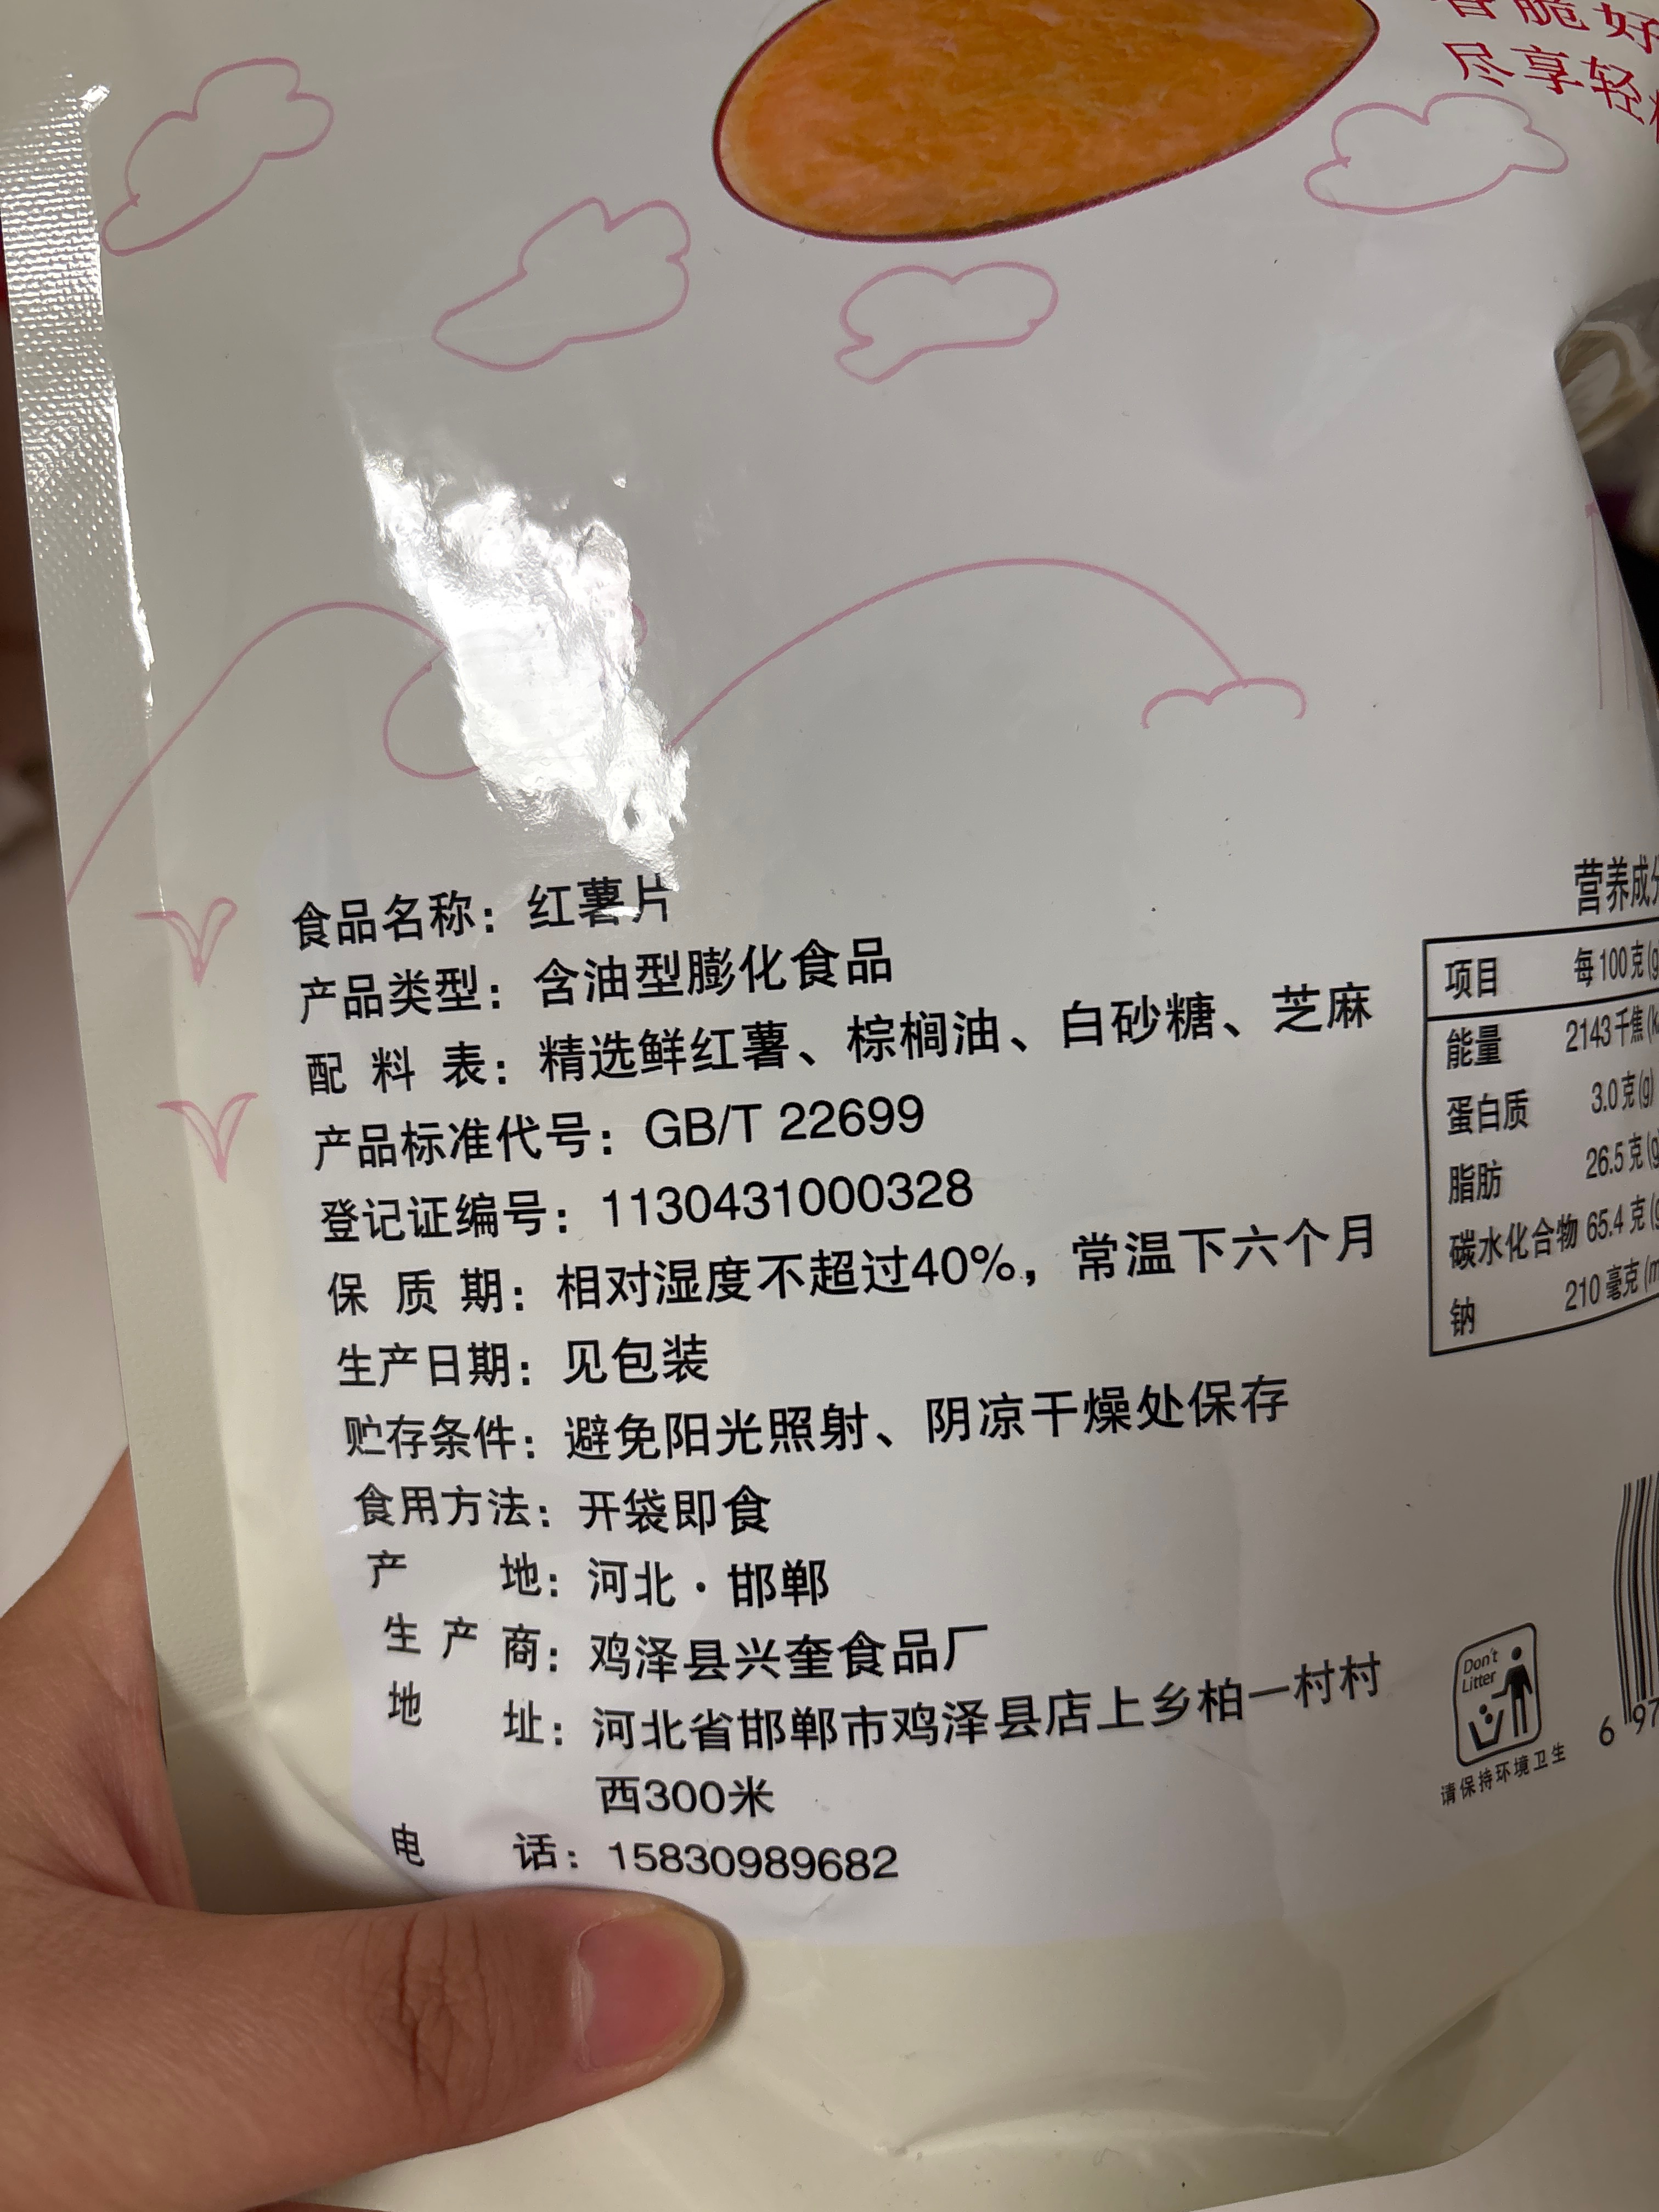 香脆好
尽享轻
食品名称：红薯片
产品类型：含油型膨化食品
配料表：精选鲜红薯、棕榈油、白砂糖、芝麻
产品标准代号：GB/T 22699
登记证编号：1130431000328
保质期：相对湿度不超过40%，常温下六个月
生产日期：见包装
贮存条件：避免阳光照射、阴凉干燥处保存
食用方法：开袋即食
产地：河北·邯郸
生产商：鸡泽县兴奎食品厂
地址：河北省邯郸市鸡泽县店上乡柏一村村
西300米
电话：15830989682
营养成分
项目 每100克(g
能量 2143千焦(k
蛋白质 3.0克(g)
脂肪 26.5克(g
碳水化合物 65.4克(g
钠 210毫克(m
Don't
Litter
请保持环境卫生
6 97